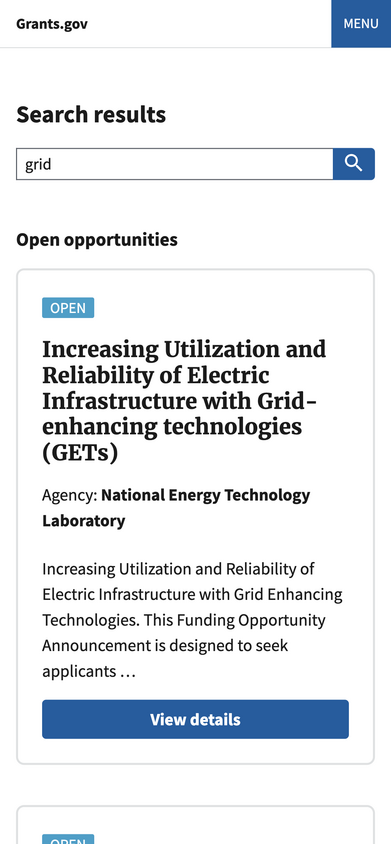 Grants.gov
MENU
Search results
grid
Open opportunities
OPEN
Increasing Utilization and
Reliability of Electric
Infrastructure with Grid-
enhancing technologies
(GETs)
Agency: National Energy Technology
Laboratory
Increasing Utilization and Reliability of
Electric Infrastructure with Grid Enhancing
Technologies. This Funding Opportunity
Announcement is designed to seek
applicants …
View details
OPEN